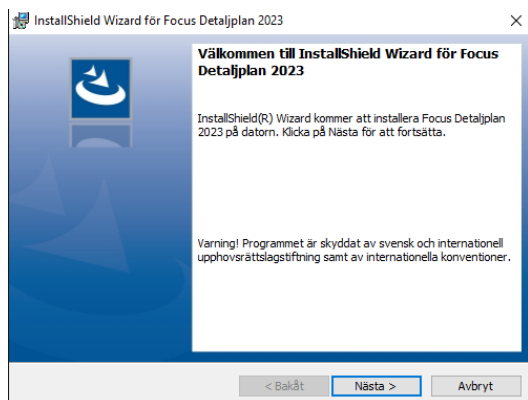 InstallShield Wizard för Focus Detaljplan 2023
Välkommen till InstallShield Wizard för Focus
Detaljplan 2023
InstallShield(R) Wizard kommer att installera Focus Detaljplan
2023 på datorn. Klicka på Nästa för att fortsätta.
Varning! Programmet är skyddat av svensk och internationell
upphovsrättslagstiftning samt av internationella konventioner.
< Bakåt Nästa > Avbryt